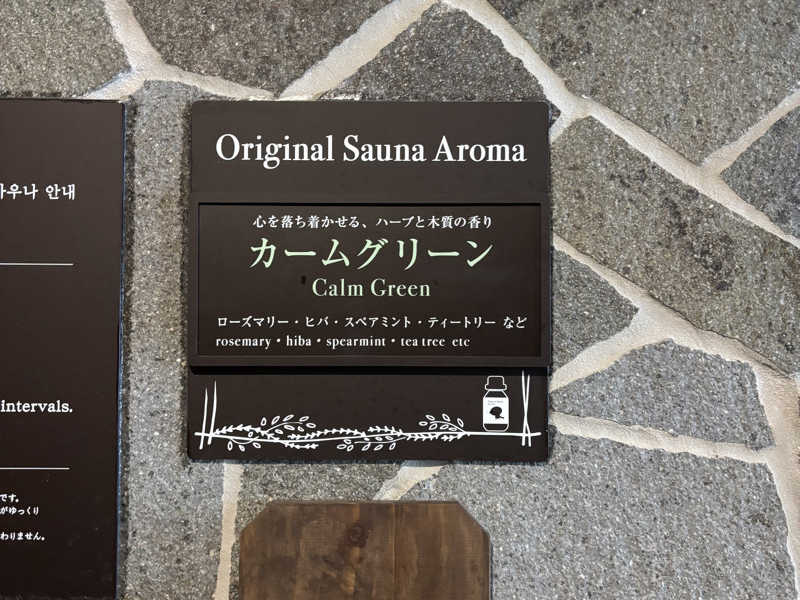 Original Sauna Aroma
心を落ち着かせる、ハーブと木質の香り
カームグリーン
Calm Green
ローズマリー・ヒバ・スペアミント・ティートリー など
rosemary・hiba・spearmint・tea tree etc
사우나 안내
intervals.
です。
がゆっくり
わりません。